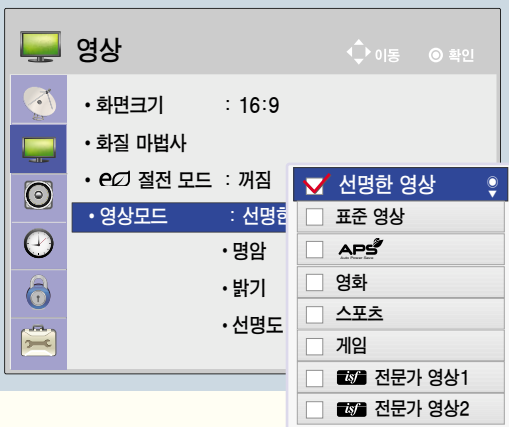 영상
이동 확인
• 화면크기 : 16:9
• 화질 마법사
• 절전 모드 : 꺼짐
• 영상모드 : 선명한
• 명암
• 밝기
• 선명도
선명한 영상
표준 영상
APS
Auto Power Save
영화
스포츠
게임
isf 전문가 영상1
isf 전문가 영상2